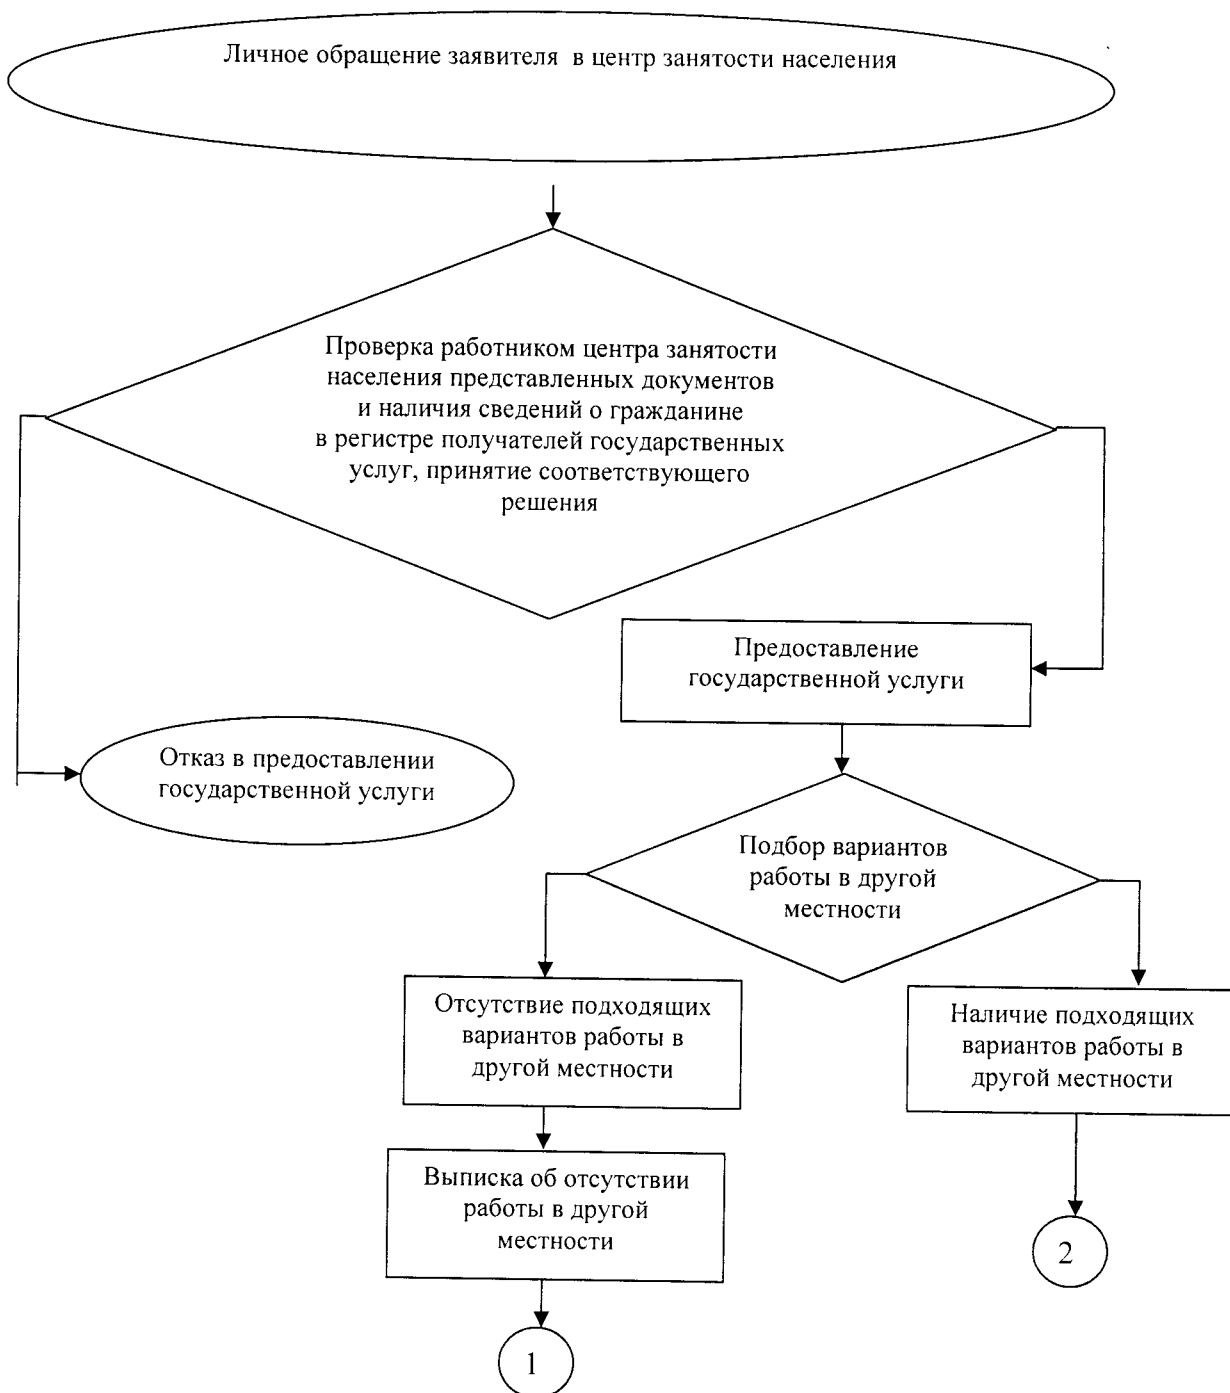 Личное обращение заявителя в центр занятости населения
Проверка работником центра занятости
населения представленных документов
и наличия сведений о гражданине
в регистре получателей государственных
услуг, принятие соответствующего
решения
Предоставление
государственной услуги
Отказ в предоставлении
государственной услуги
Подбор вариантов
работы в другой
местности
Отсутствие подходящих
вариантов работы в
другой местности
Наличие подходящих
вариантов работы в
другой местности
Выписка об отсутствии
работы в другой
местности
2
1